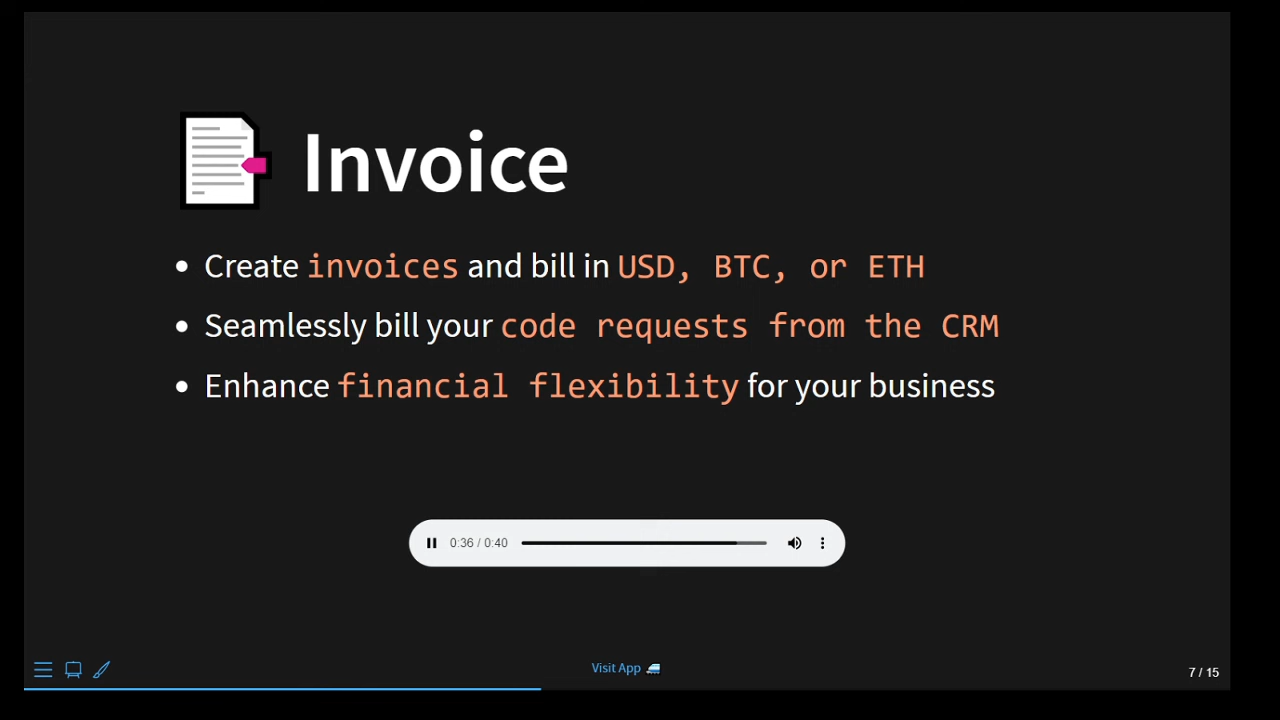 Invoice
Create invoices and bill in USD, BTC, or ETH
Seamlessly bill your code requests from the CRM
Enhance financial flexibility for your business
0:36 / 0:40
Visit App
7 / 15